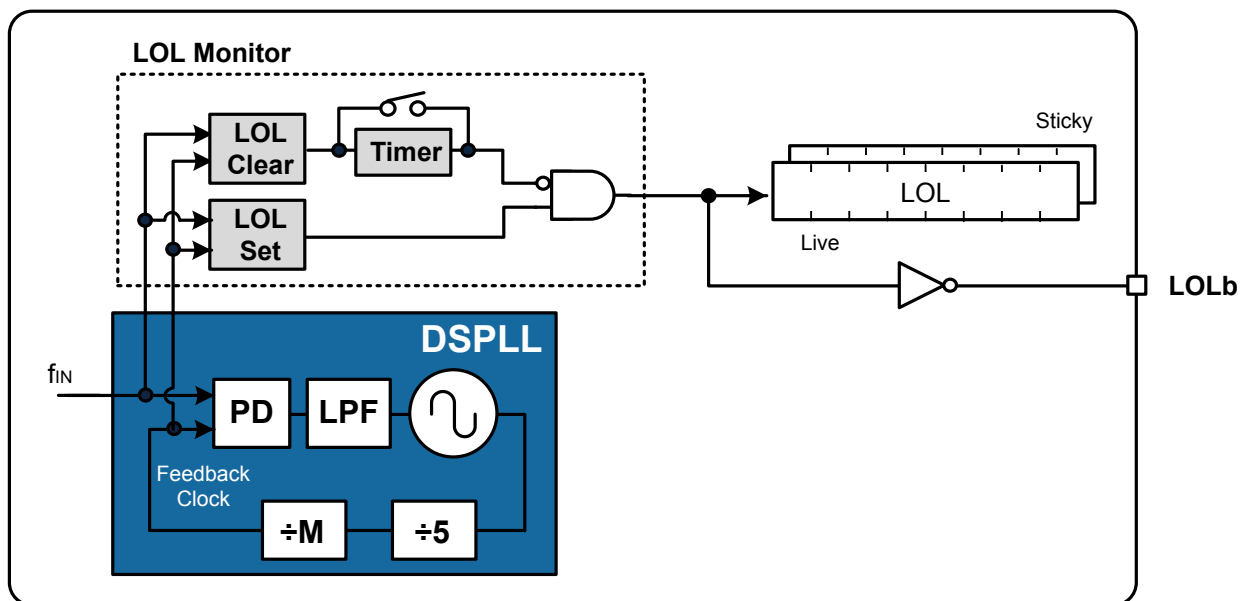 LOL Monitor
LOL
Clear
Timer
LOL
Set
Sticky
LOL
Live
LOLb
DSPLL
fIN
PD
LPF
Feedback
Clock
÷M
÷5